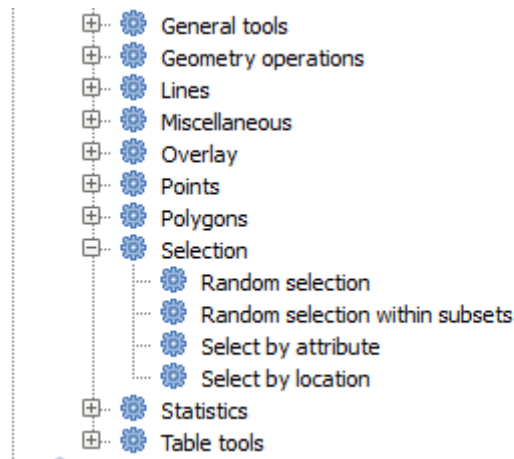 General tools
Geometry operations
Lines
Miscellaneous
Overlay
Points
Polygons
Selection
Random selection
Random selection within subsets
Select by attribute
Select by location
Statistics
Table tools